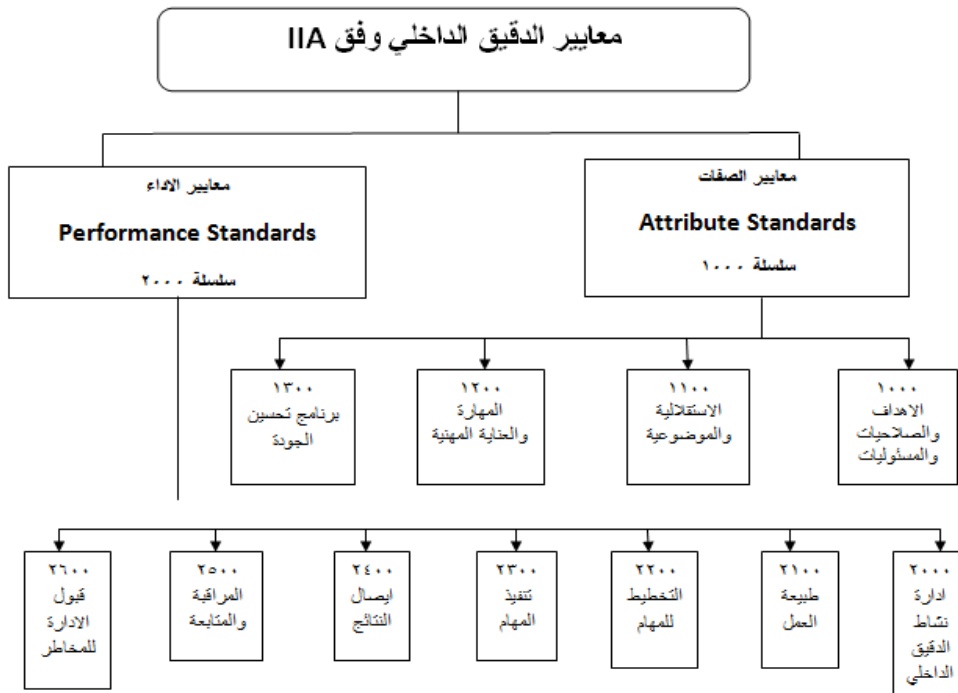 معايير الدقيق الداخلي وفق IIA
معايير الصفات
Attribute Standards
سلسلة ١٠٠٠
معايير الاداء
Performance Standards
سلسلة ٢٠٠٠
١٠٠٠
الاهداف
والصلاحيات
والمسئوليات
١١٠٠
الاستقلالية
والموضوعية
١٢٠٠
المهارة
والعناية المهنية
١٣٠٠
برنامج تحسين
الجودة
٢٠٠٠
ادارة
نشاط
الدقيق
الداخلي
٢١٠٠
طبيعة
العمل
٢٢٠٠
التخطيط
للمهام
٢٣٠٠
تنفيذ
المهام
٢٤٠٠
ايصال
النتائج
٢٥٠٠
المراقبة
والمتابعة
٢٦٠٠
قبول
الادارة
للمخاطر